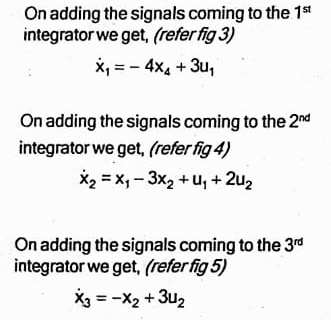 On adding the signals coming to the 1st
integrator we get, (refer fig 3)
ẋ₁ = – 4x₄ + 3u₁
On adding the signals coming to the 2nd
integrator we get, (refer fig 4)
ẋ₂ = x₁ – 3x₂ + u₁ + 2u₂
On adding the signals coming to the 3rd
integrator we get, (refer fig 5)
ẋ₃ = –x₂ + 3u₂